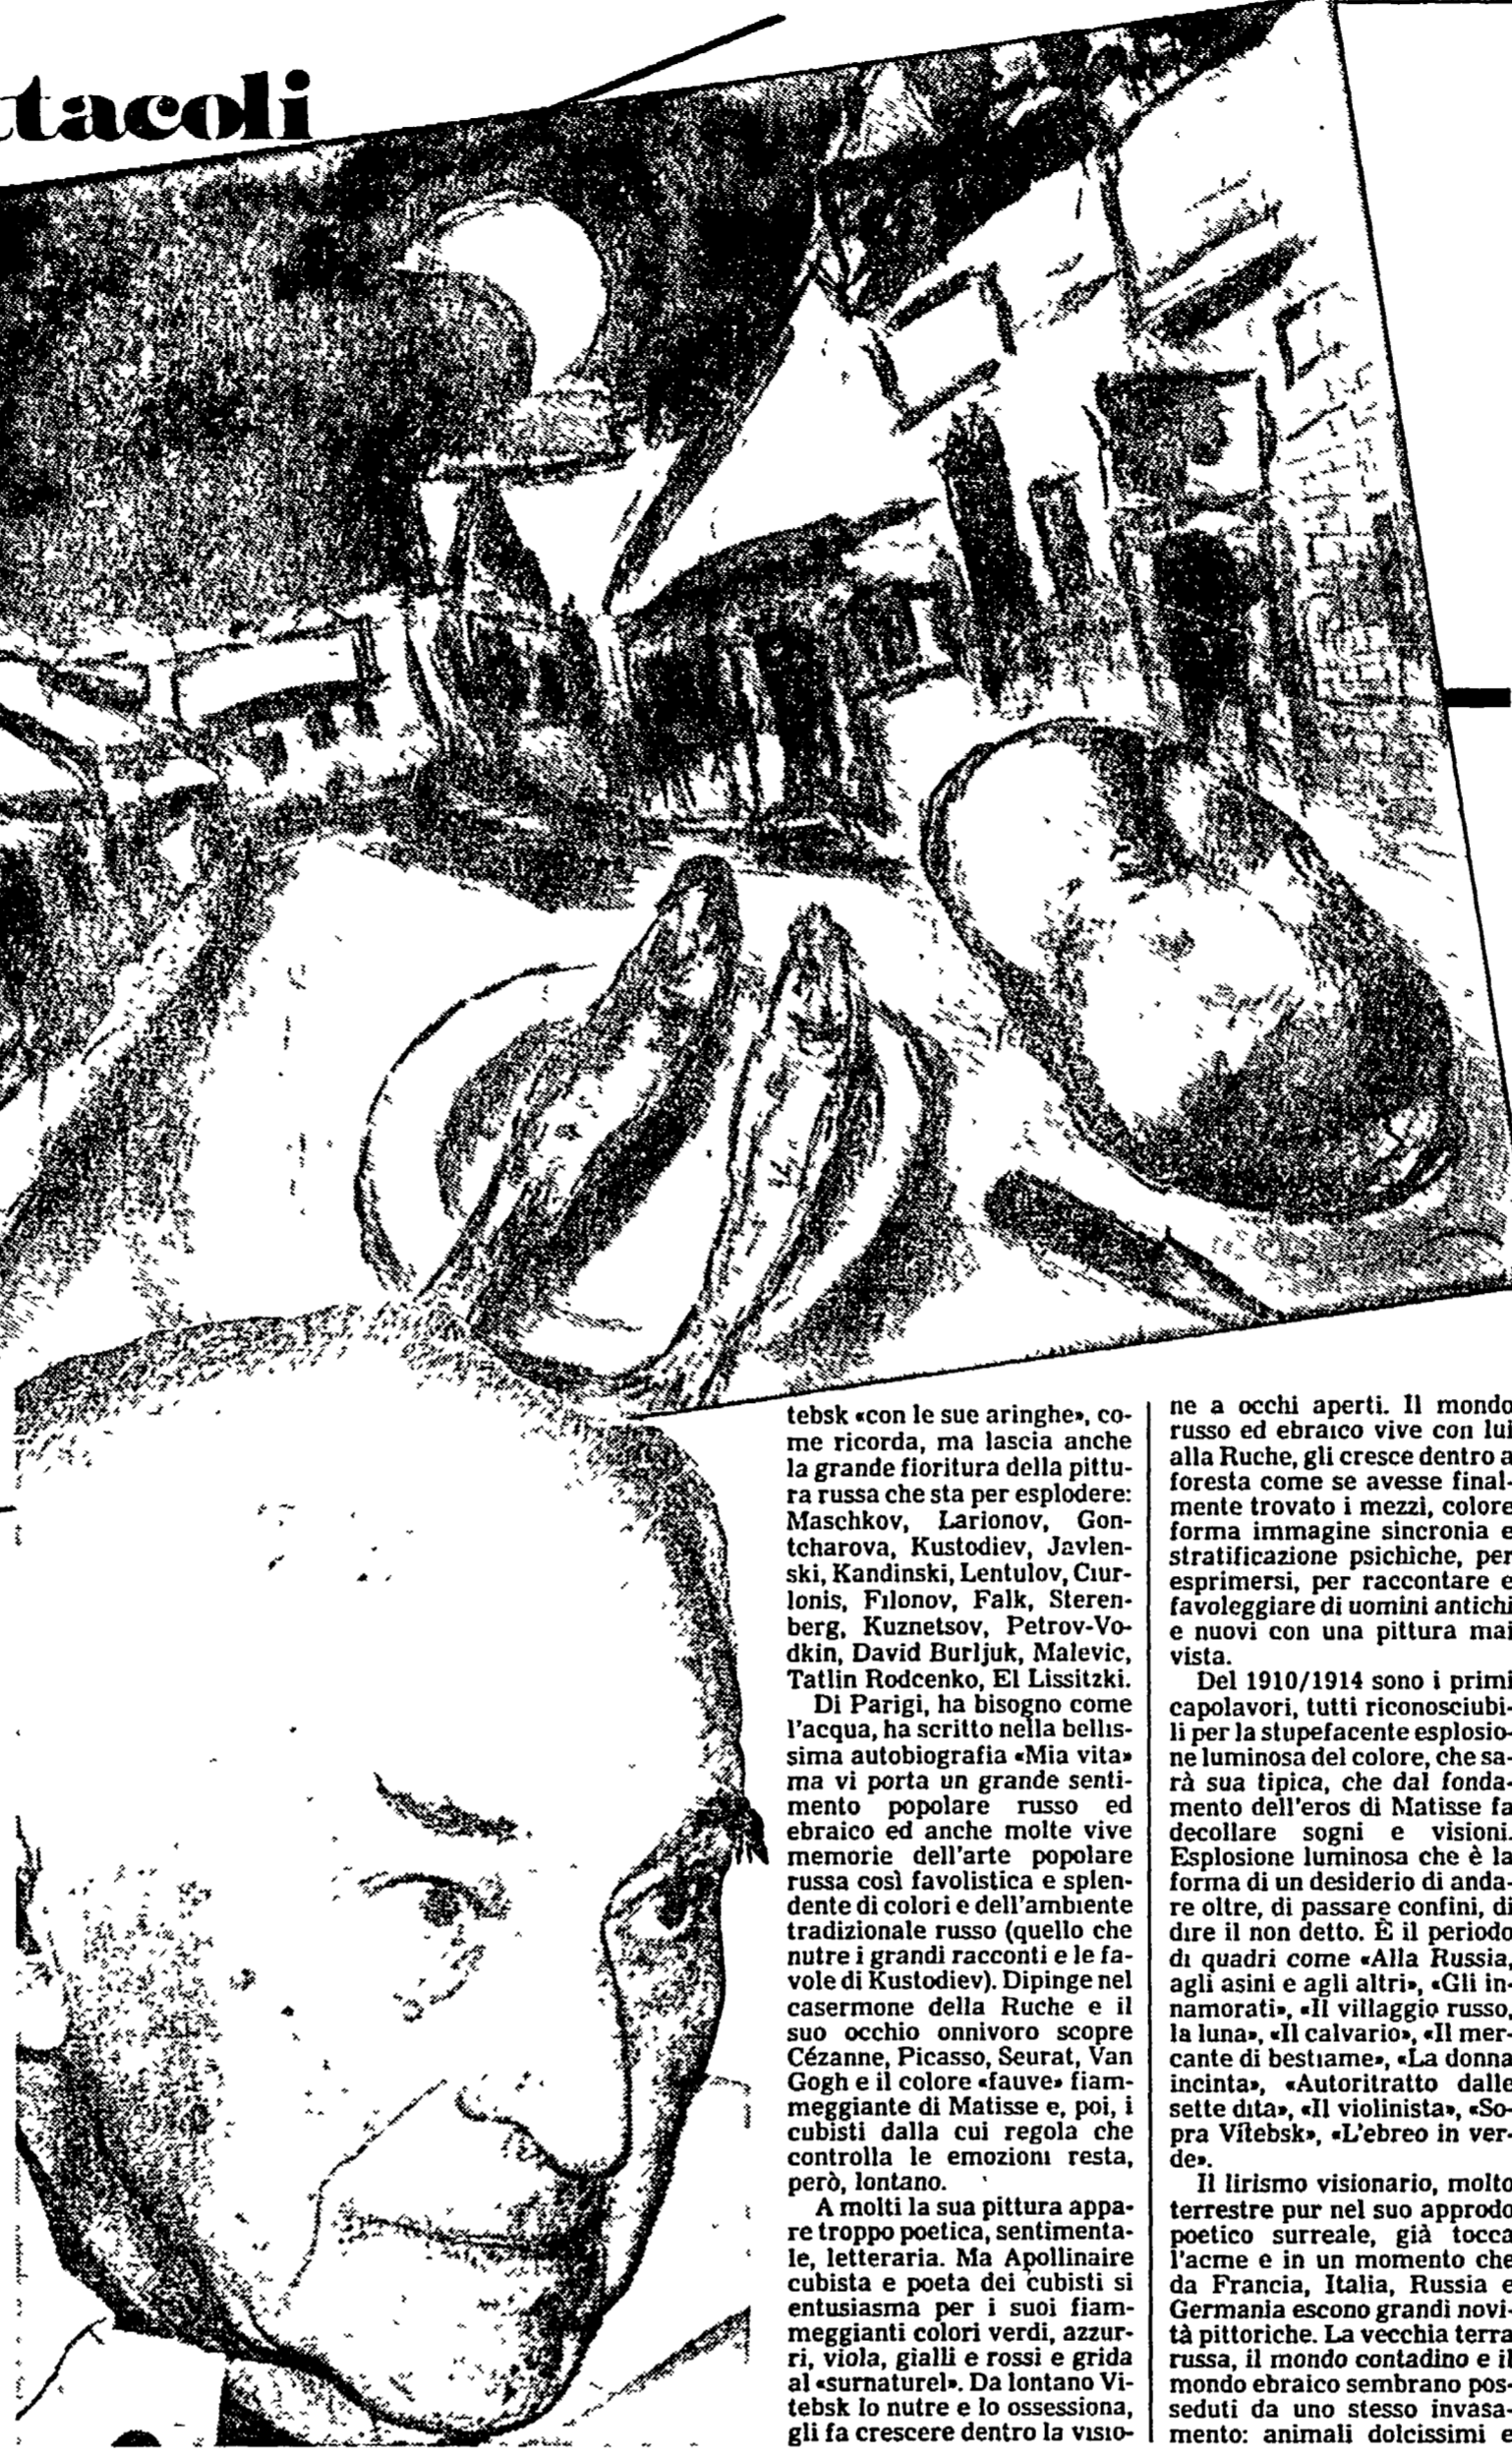 ttacoli
tebsk «con le sue aringhe», co-
me ricorda, ma lascia anche
la grande fioritura della pittu-
ra russa che sta per esplodere:
Maschkov, Larionov, Gon-
tcharova, Kustodiev, Javlen-
ski, Kandinski, Lentulov, Ciur-
lonis, Filonov, Falk, Steren-
berg, Kuznetsov, Petrov-Vo-
dkin, David Burljuk, Malevic,
Tatlin Rodcenko, El Lissitzki.
Di Parigi, ha bisogno come
l'acqua, ha scritto nella bellis-
sima autobiografia «Mia vita»
ma vi porta un grande senti-
mento popolare russo ed
ebraico ed anche molte vive
memorie dell'arte popolare
russa così favolistica e splen-
dente di colori e dell'ambiente
tradizionale russo (quello che
nutre i grandi racconti e le fa-
vole di Kustodiev). Dipinge nel
casermone della Ruche e il
suo occhio onnivoro scopre
Cézanne, Picasso, Seurat, Van
Gogh e il colore «fauve» fiam-
meggiante di Matisse e, poi, i
cubisti dalla cui regola che
controlla le emozioni resta,
però, lontano.
A molti la sua pittura appa-
re troppo poetica, sentimenta-
le, letteraria. Ma Apollinaire
cubista e poeta dei cubisti si
entusiasma per i suoi fiam-
meggianti colori verdi, azzur-
ri, viola, gialli e rossi e grida
al «surnaturel». Da lontano Vi-
tebsk lo nutre e lo ossessiona,
gli fa crescere dentro la visio-
ne a occhi aperti. Il mondo
russo ed ebraico vive con lui
alla Ruche, gli cresce dentro a
foresta come se avesse final-
mente trovato i mezzi, colore
forma immagine sincronia e
stratificazione psichiche, per
esprimersi, per raccontare e
favoleggiare di uomini antichi
e nuovi con una pittura mai
vista.
Del 1910/1914 sono i primi
capolavori, tutti riconosciubi-
li per la stupefacente esplosio-
ne luminosa del colore, che sa-
rà sua tipica, che dal fonda-
mento dell'eros di Matisse fa
decollare sogni e visioni.
Esplosione luminosa che è la
forma di un desiderio di anda-
re oltre, di passare confini, di
dire il non detto. È il periodo
di quadri come «Alla Russia,
agli asini e agli altri», «Gli in-
namorati», «Il villaggio russo,
la luna», «Il calvario», «Il mer-
cante di bestiame», «La donna
incinta», «Autoritratto dalle
sette dita», «Il violinista», «So-
pra Vitebsk», «L'ebreo in ver-
de».
Il lirismo visionario, molto
terrestre pur nel suo approdo
poetico surreale, già tocca
l'acme e in un momento che
da Francia, Italia, Russia e
Germania escono grandi novi-
tà pittoriche. La vecchia terra
russa, il mondo contadino e il
mondo ebraico sembrano pos-
seduti da uno stesso invasa-
mento: animali dolcissimi e